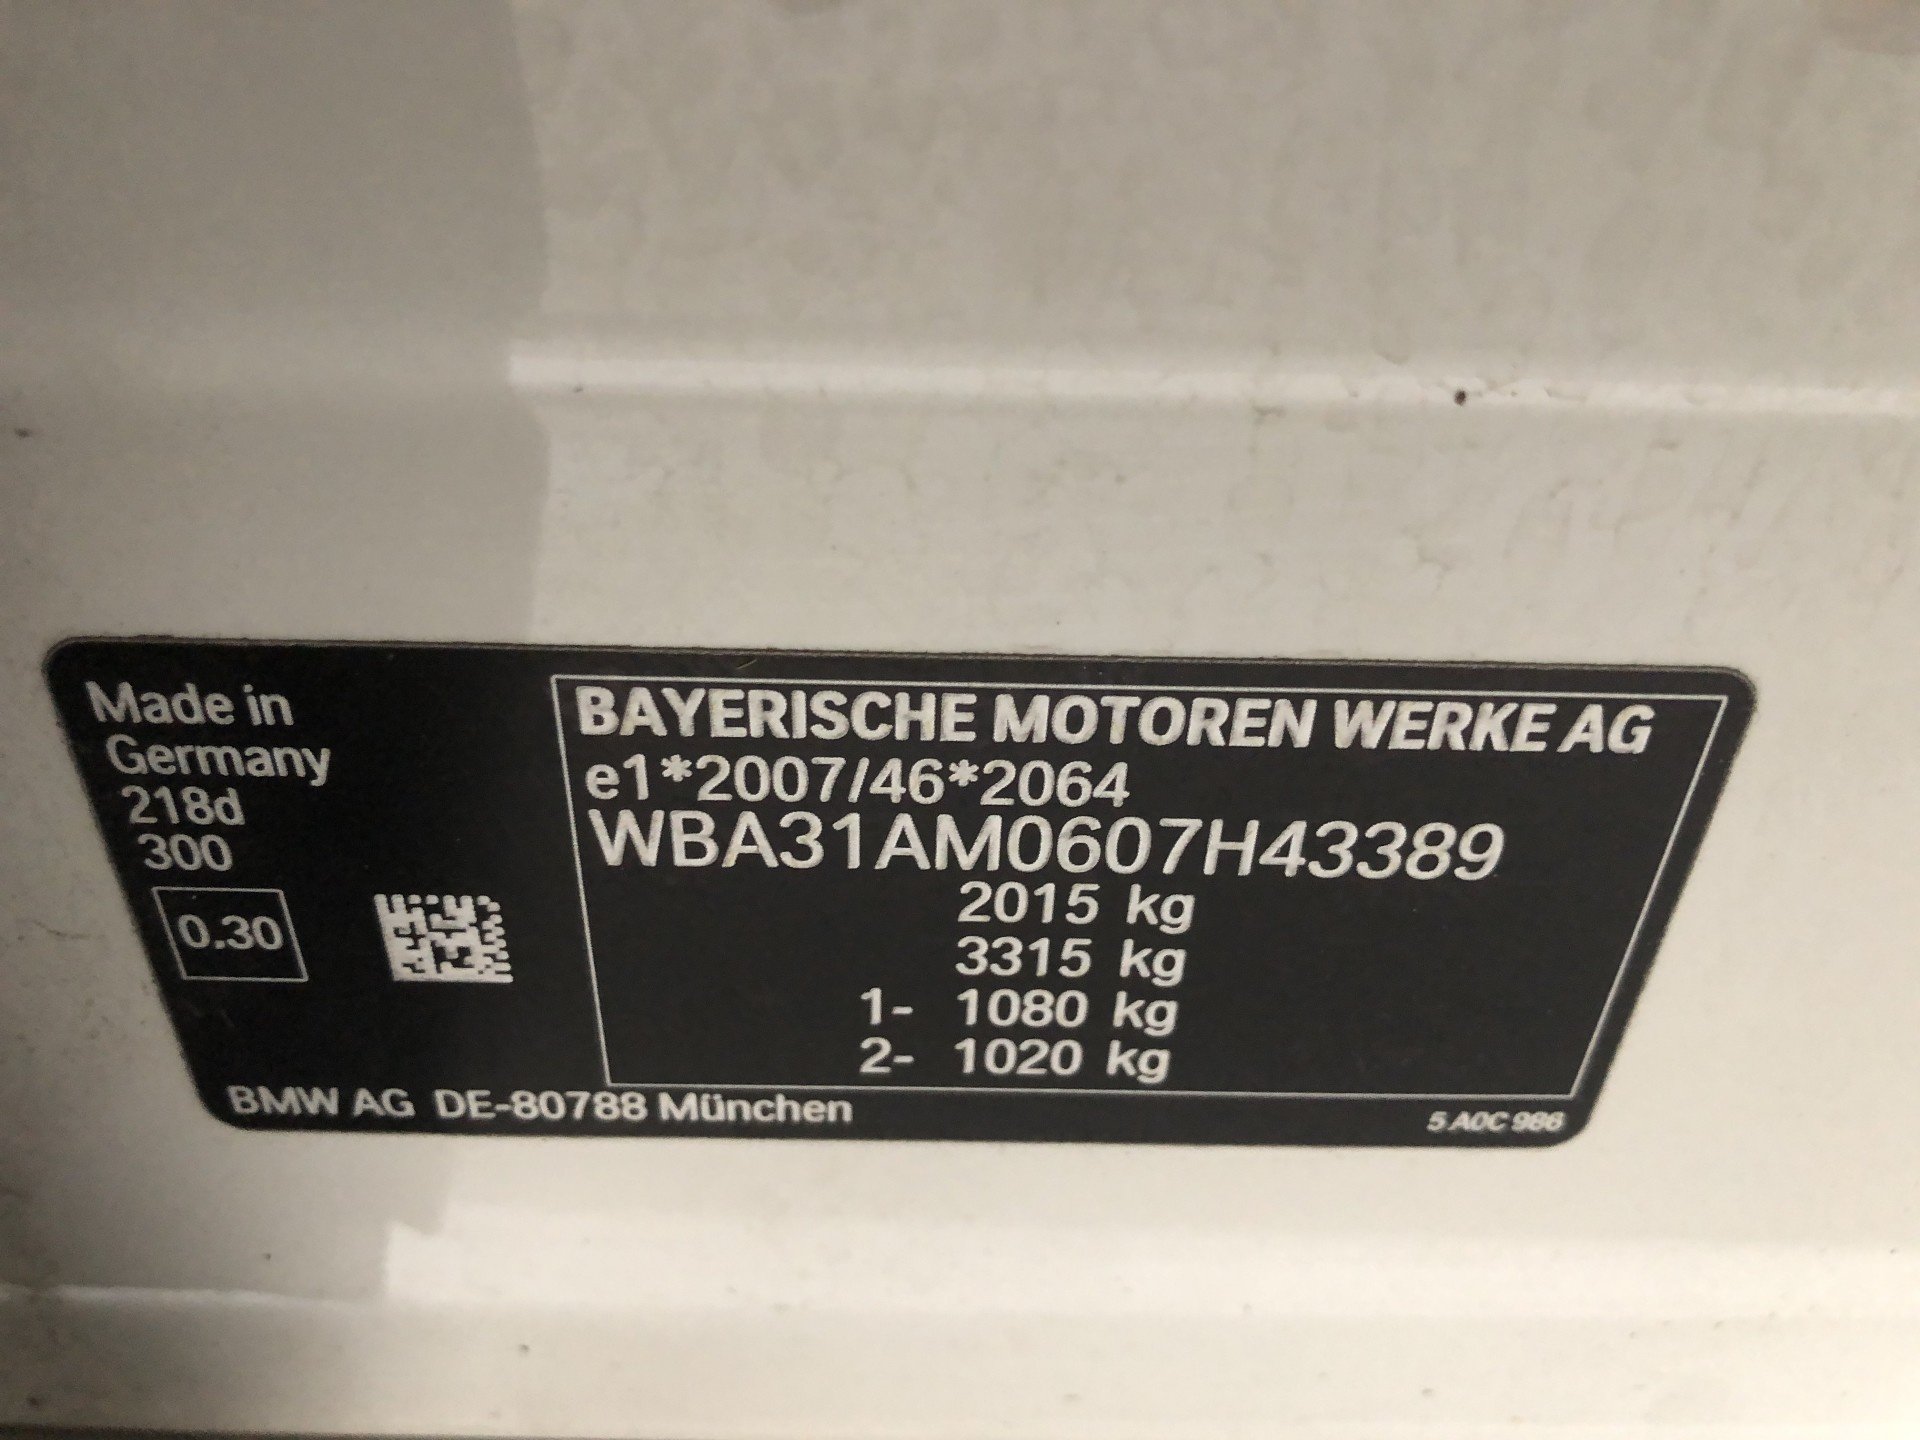 Made in
Germany
218d
300
0.30
BAYERISCHE MOTOREN WERKE AG
e1*2007/46*2064
WBA31AM0607H43389
2015 kg
3315 kg
1- 1080 kg
2- 1020 kg
BMW AG DE-80788 München
5 A0C 986